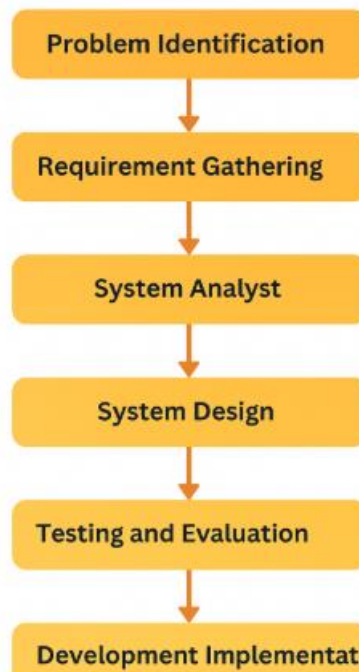 Problem Identification
Requirement Gathering
System Analyst
System Design
Testing and Evaluation
Development Implementat